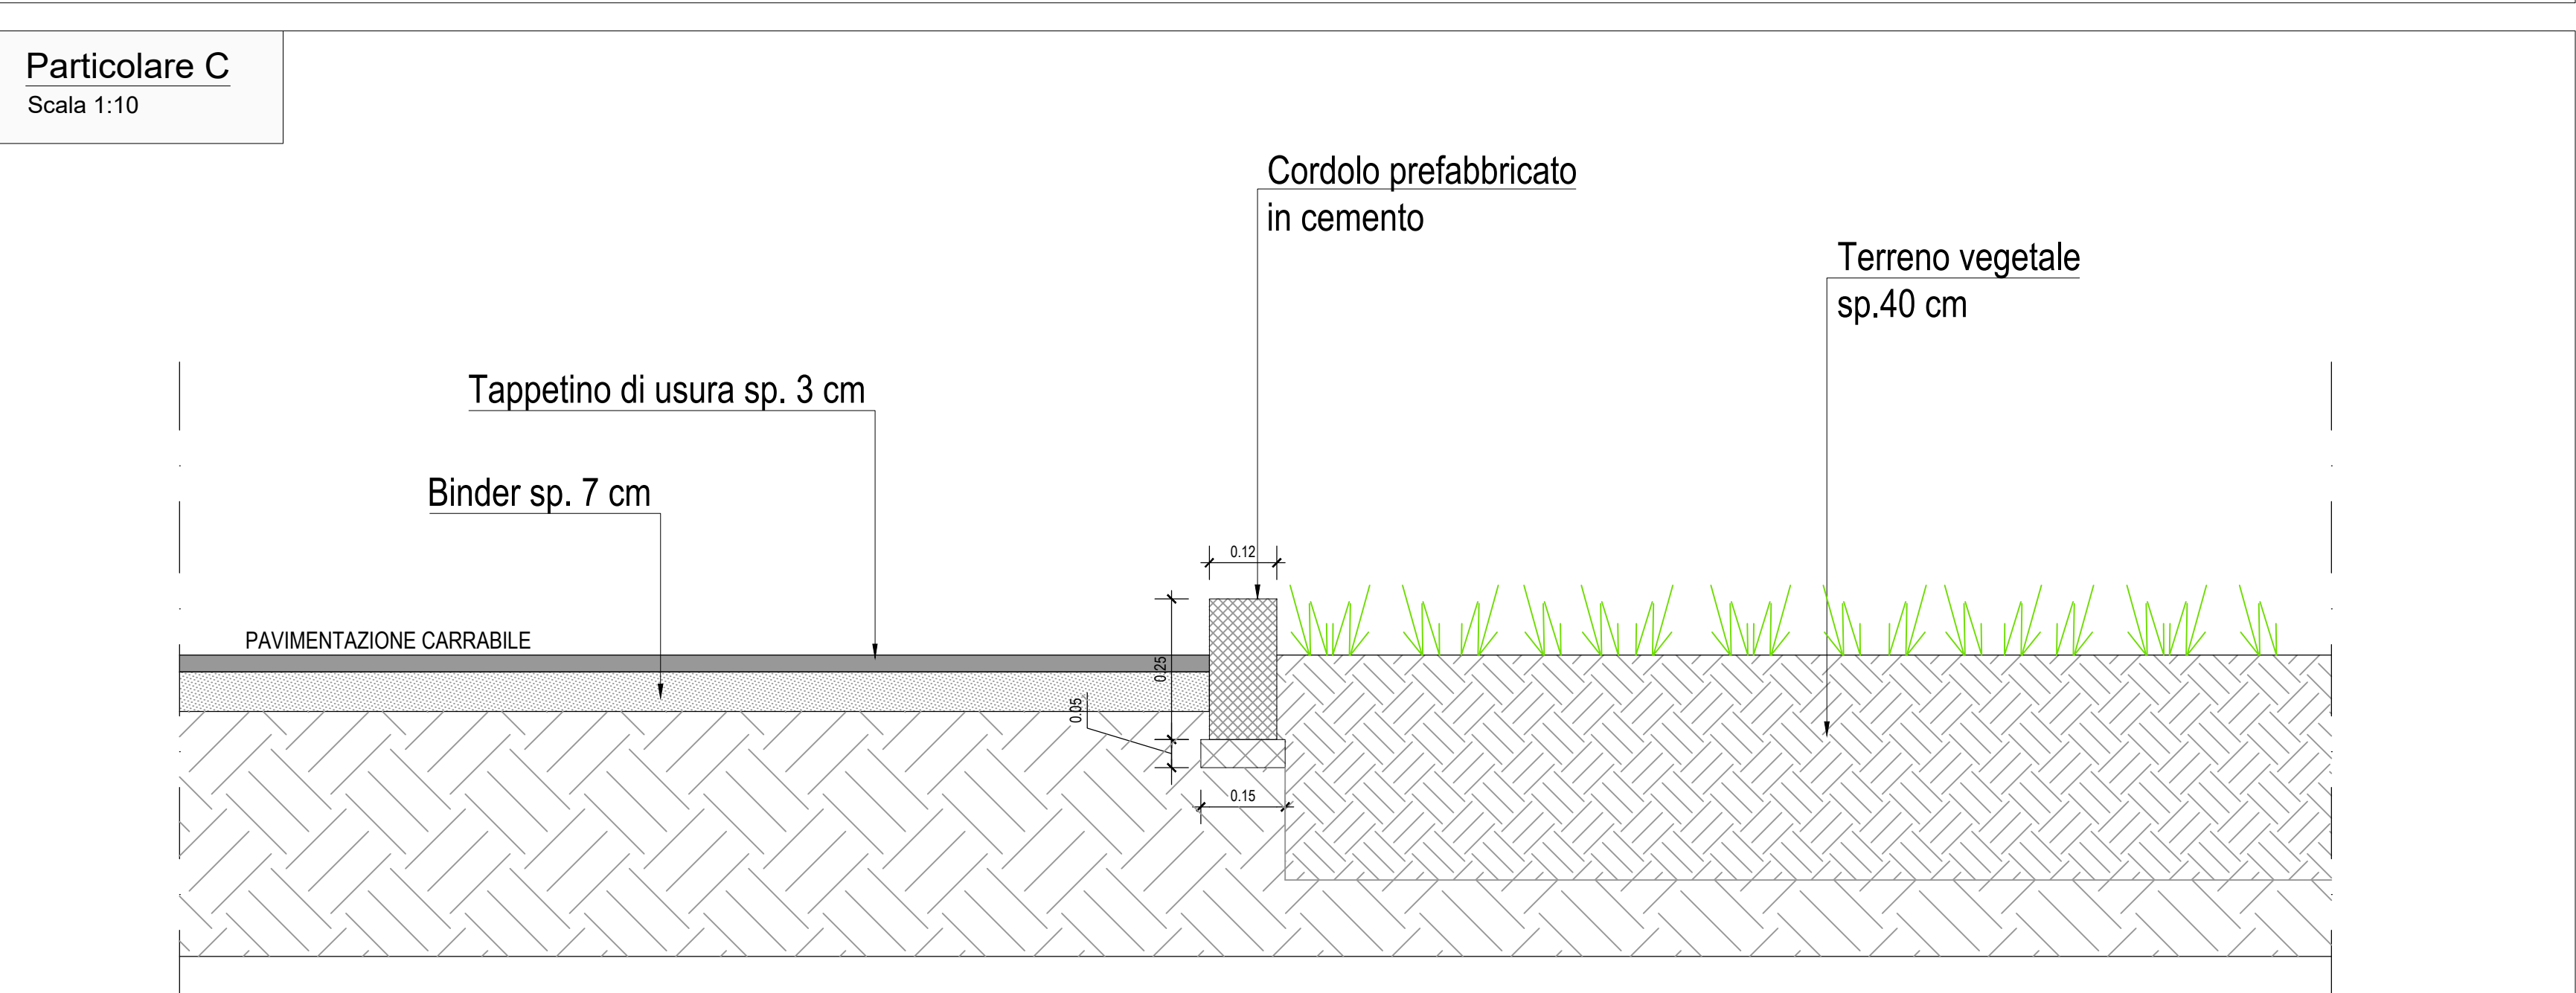 Particolare C
Scala 1:10
Cordolo prefabbricato
in cemento
Terreno vegetale
sp.40 cm
Tappetino di usura sp. 3 cm
Binder sp. 7 cm
0.12
PAVIMENTAZIONE CARRABILE
0.25
0.05
0.15